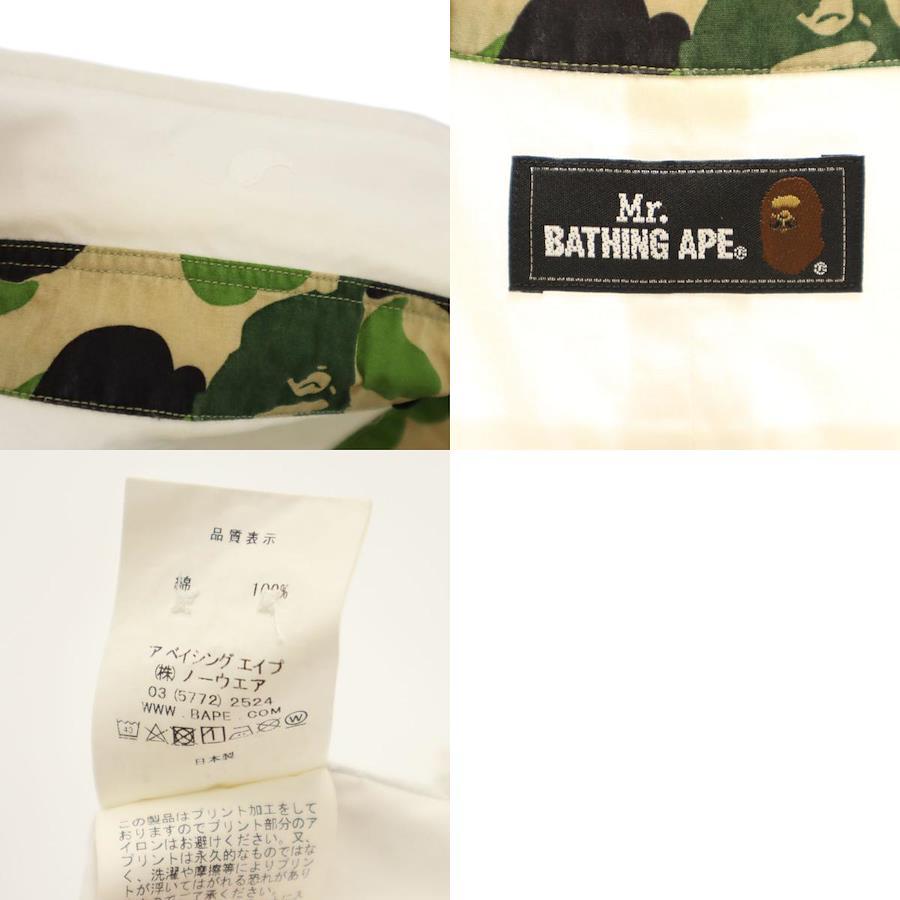 Mr.
BATHING APE®
®
品質表示
綿 100%
ア ベイシング エイプ
(株) ノーウエア
03 (5772) 2524
WWW.BAPE.COM
40
W
日本製
この製品はプリント加工をして
おりますのでプリント部分のア
イロンはお避けください。又、
プリントは永久的なものではな
く、洗濯や摩擦等によりプリン
トが浮いてはがれる恐れがあり